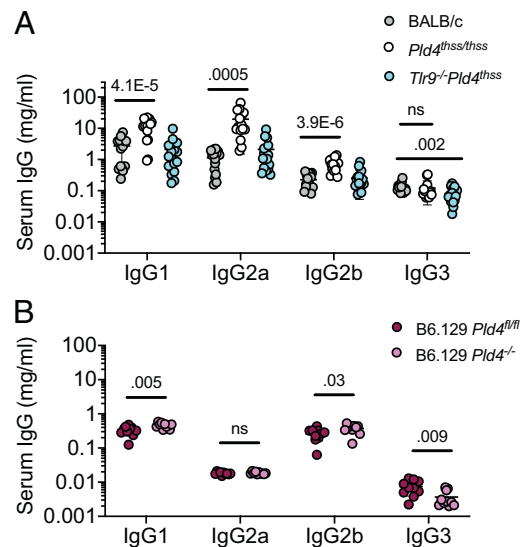 A
BALB/c
Pld4thss/thss
Tlr9-/-Pld4thss
4.1E-5
.0005
3.9E-6
ns
.002
Serum IgG (mg/ml)
100
10
1
0.1
0.01
0.001
IgG1 IgG2a IgG2b IgG3
B
B6.129 Pld4fl/fl
B6.129 Pld4-/-
.005
ns
.03
.009
Serum IgG (mg/ml)
100
10
1
0.1
0.01
0.001
IgG1 IgG2a IgG2b IgG3